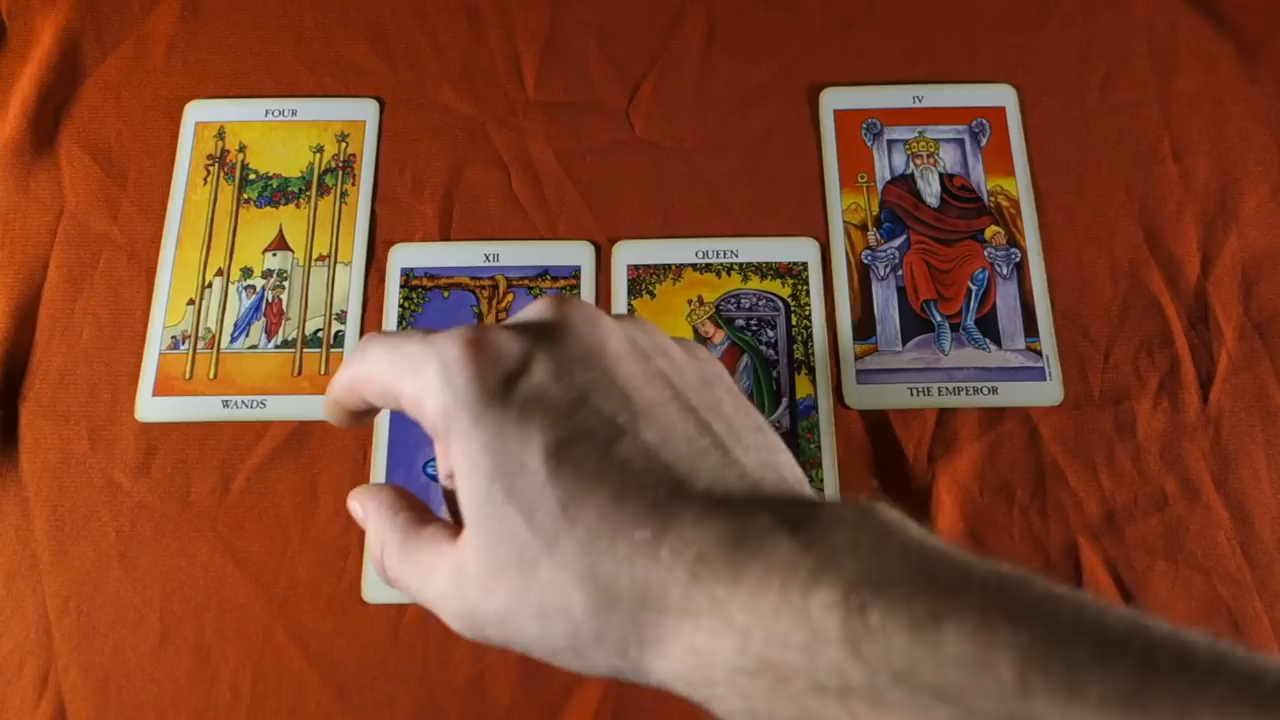 FOUR
WANDS
XII
QUEEN
IV
THE EMPEROR